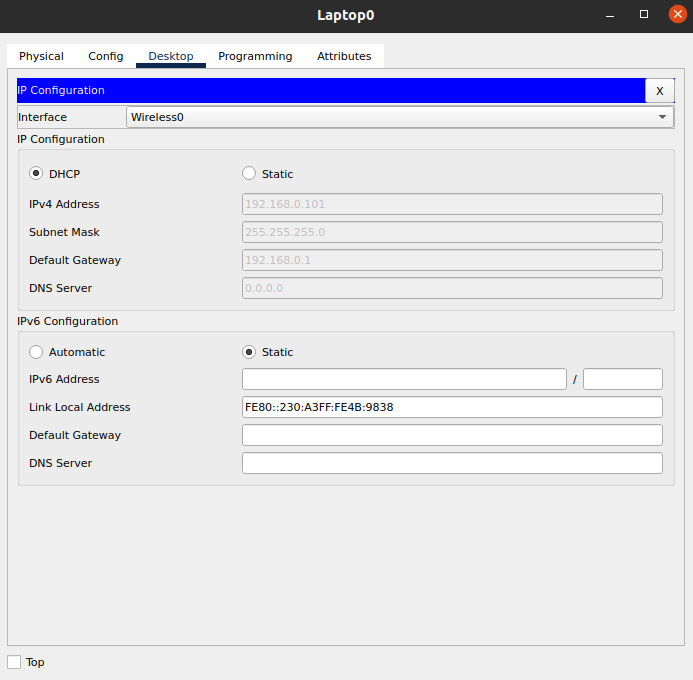 Laptop0
Physical Config Desktop Programming Attributes
IP Configuration X
Interface Wireless0
IP Configuration
DHCP Static
IPv4 Address 192.168.0.101
Subnet Mask 255.255.255.0
Default Gateway 192.168.0.1
DNS Server 0.0.0.0
IPv6 Configuration
Automatic Static
IPv6 Address /
Link Local Address FE80::230:A3FF:FE4B:9838
Default Gateway
DNS Server
Top